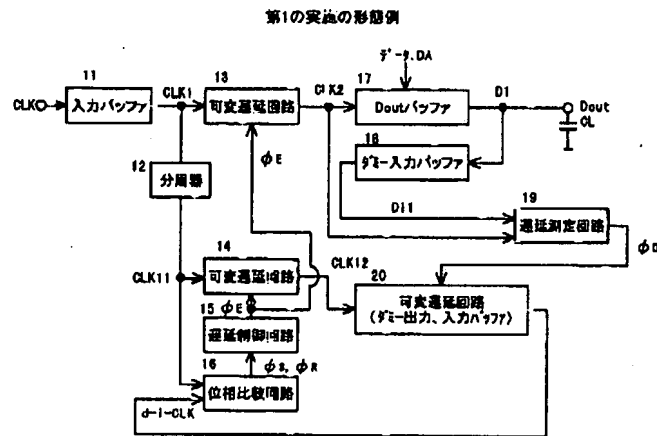 第1の実施の形態例
データ,DA
11
CLK1
13
CLK2
17
D1
CLK
入力バッファ
可変遅延回路
Doutバッファ
Dout
CL
18
12
φE
ダミー入力バッファ
分周器
19
DI1
遅延測定回路
14
φD
CLK12
20
CLK11
可変遅延回路
可変遅延回路
(ダミー出力、入力バッファ)
15
φE
遅延制御回路
16
φS, φR
位相比較回路
d-i-CLK